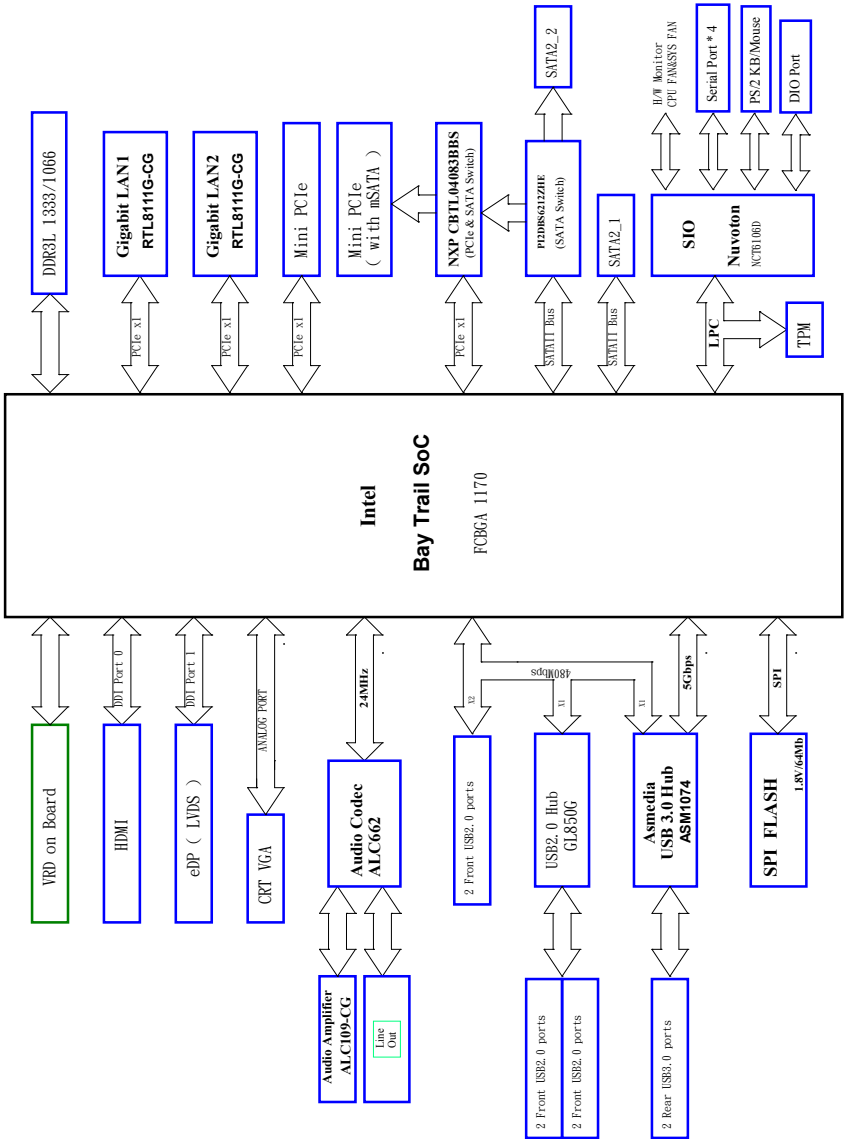 VRD on Board
DDR3L 1333/1066
HDMI
DDI Port 0
PCIe x1
Gigabit LAN1
RTL8111G-CG
eDP ( LVDS )
DDI Port 1
PCIe x1
Gigabit LAN2
RTL8111G-CG
CRT VGA
ANALOG PORT
PCIe x1
Mini PCIe
Mini PCIe
( with mSATA )
Audio Amplifier
ALC109-CG
Line
Out
Audio Codec
ALC662
24MHz
Intel
Bay Trail SoC
FCBGA 1170
PCIe x1
NXP CBTL04083BBS
(PCIe & SATA Switch)
2 Front USB2.0 ports
X2
480Mbps
SATAII Bus
PI2DBS6212ZHE
(SATA Switch)
SATA2_2
2 Front USB2.0 ports
2 Front USB2.0 ports
USB2.0 Hub
GL850G
X1
SATAII Bus
SATA2_1
2 Rear USB3.0 ports
Asmedia
USB 3.0 Hub
ASM1074
X1
5Gbps
LPC
SIO
Nuvoton
NCT6106D
H/W Monitor
CPU FAN&SYS FAN
Serial Port * 4
PS/2 KB/Mouse
DIO Port
SPI FLASH
1.8V/64Mb
SPI
TPM